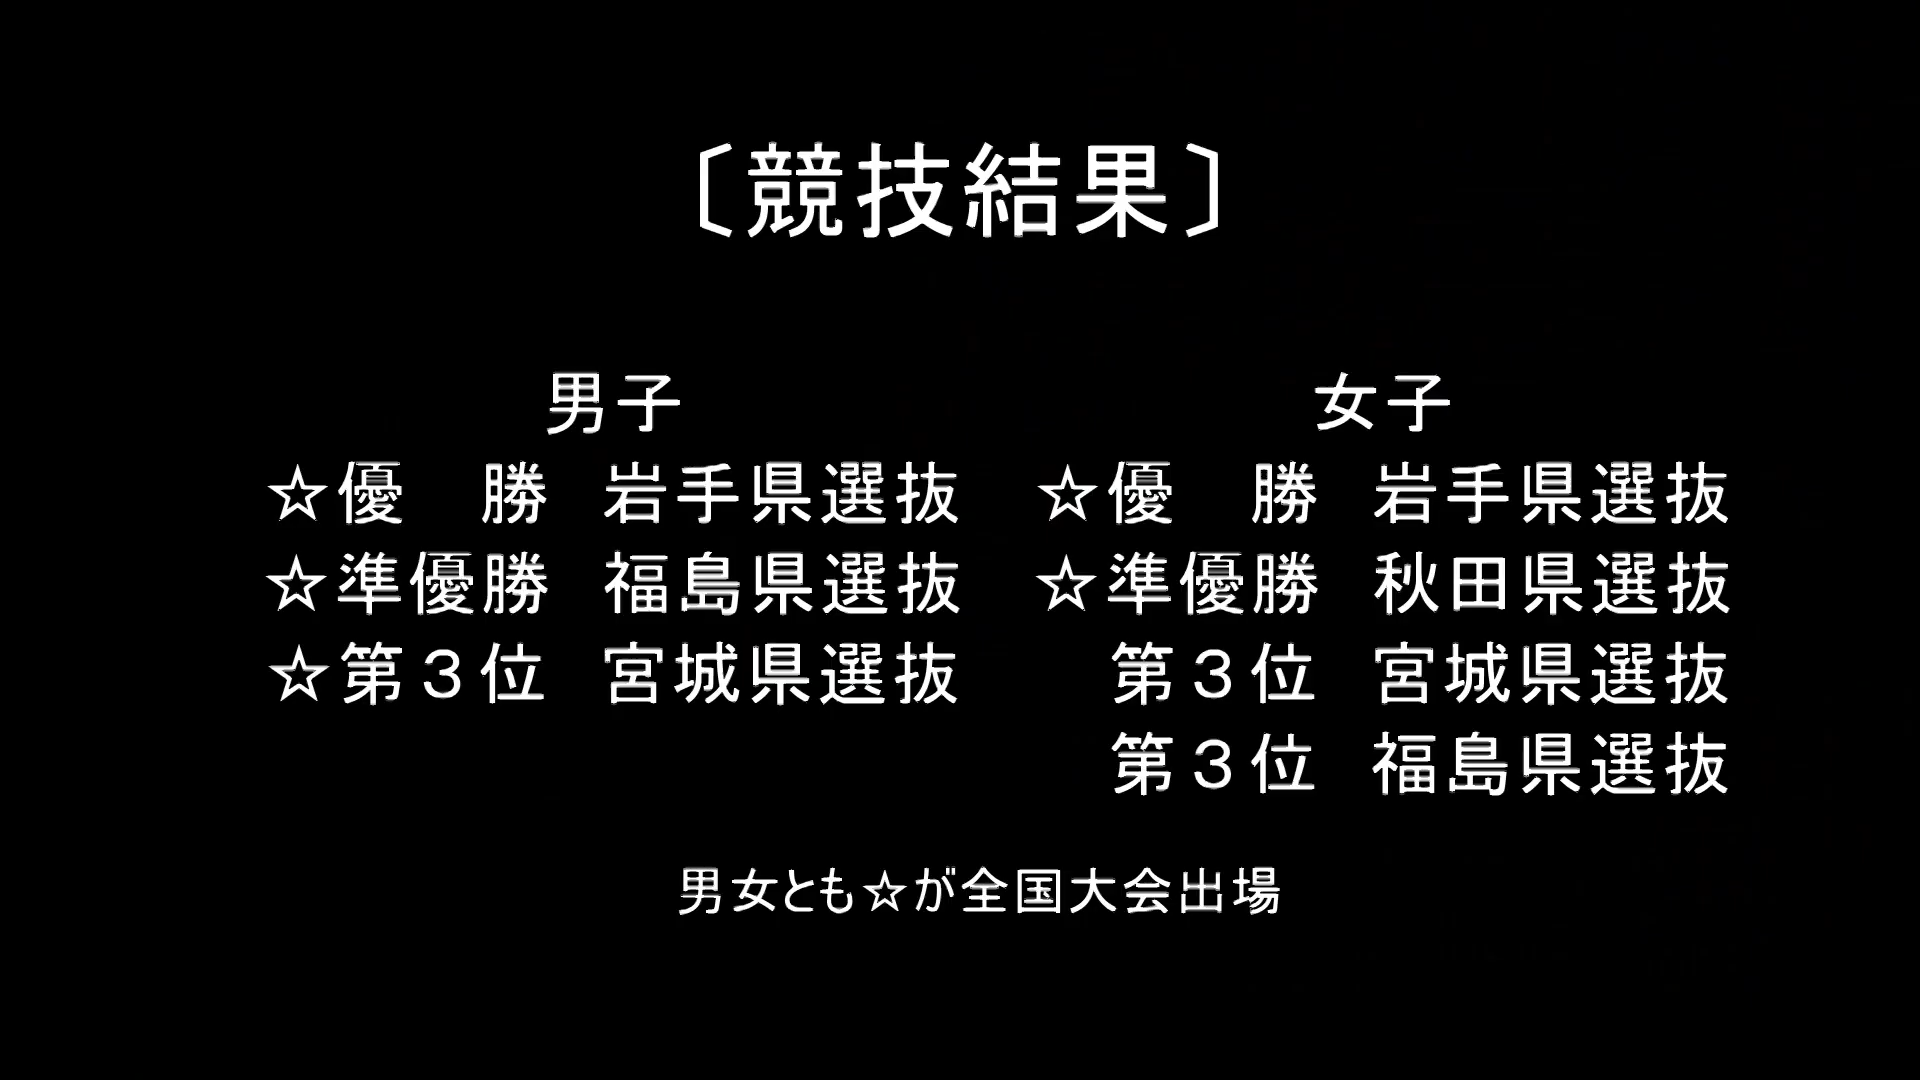 〔競技結果〕
男子
☆優　勝　岩手県選抜
☆準優勝　福島県選抜
☆第３位　宮城県選抜
女子
☆優　勝　岩手県選抜
☆準優勝　秋田県選抜
第３位　宮城県選抜
第３位　福島県選抜
男女とも☆が全国大会出場